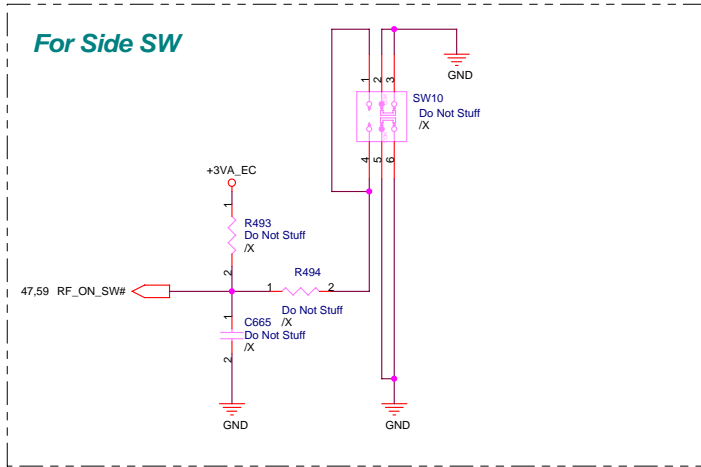 For Side SW
GND
1
2
3
SW10
Do Not Stuff
/X
4
5
6
+3VA_EC
1
R493
Do Not Stuff
/X
2
47,59 RF_ON_SW#
1
R494
2
Do Not Stuff
/X
1
C665
Do Not Stuff
/X
2
GND
GND